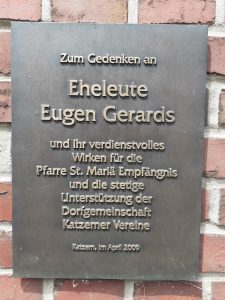 Zum Gedenken an
Eheleute
Eugen Gerards
und ihr verdienstvolles
Wirken für die
Pfarre St. Mariä Empfängnis
und die stetige
Unterstützung der
Dorfgemeinschaft
Katzemer Vereine
Katzem, im April 2009